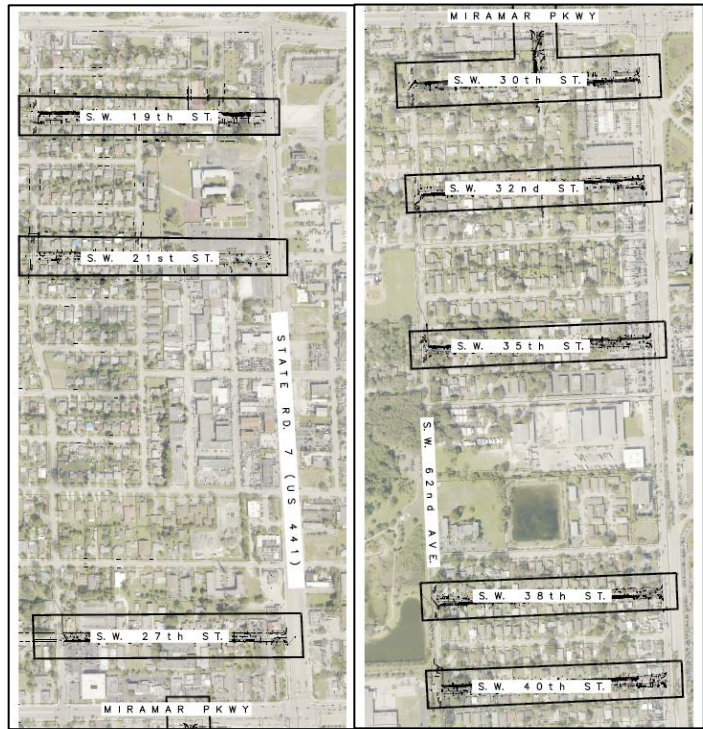 S.W. 19th ST.
S.W. 21st ST.
STATE RD. 7 (US 441)
S.W. 27th ST.
MIRAMAR PKWY
MIRAMAR PKWY
S.W. 30th ST.
S.W. 32nd ST.
S.W. 35th ST.
S.W. 62nd AVE.
S.W. 38th ST.
S.W. 40th ST.